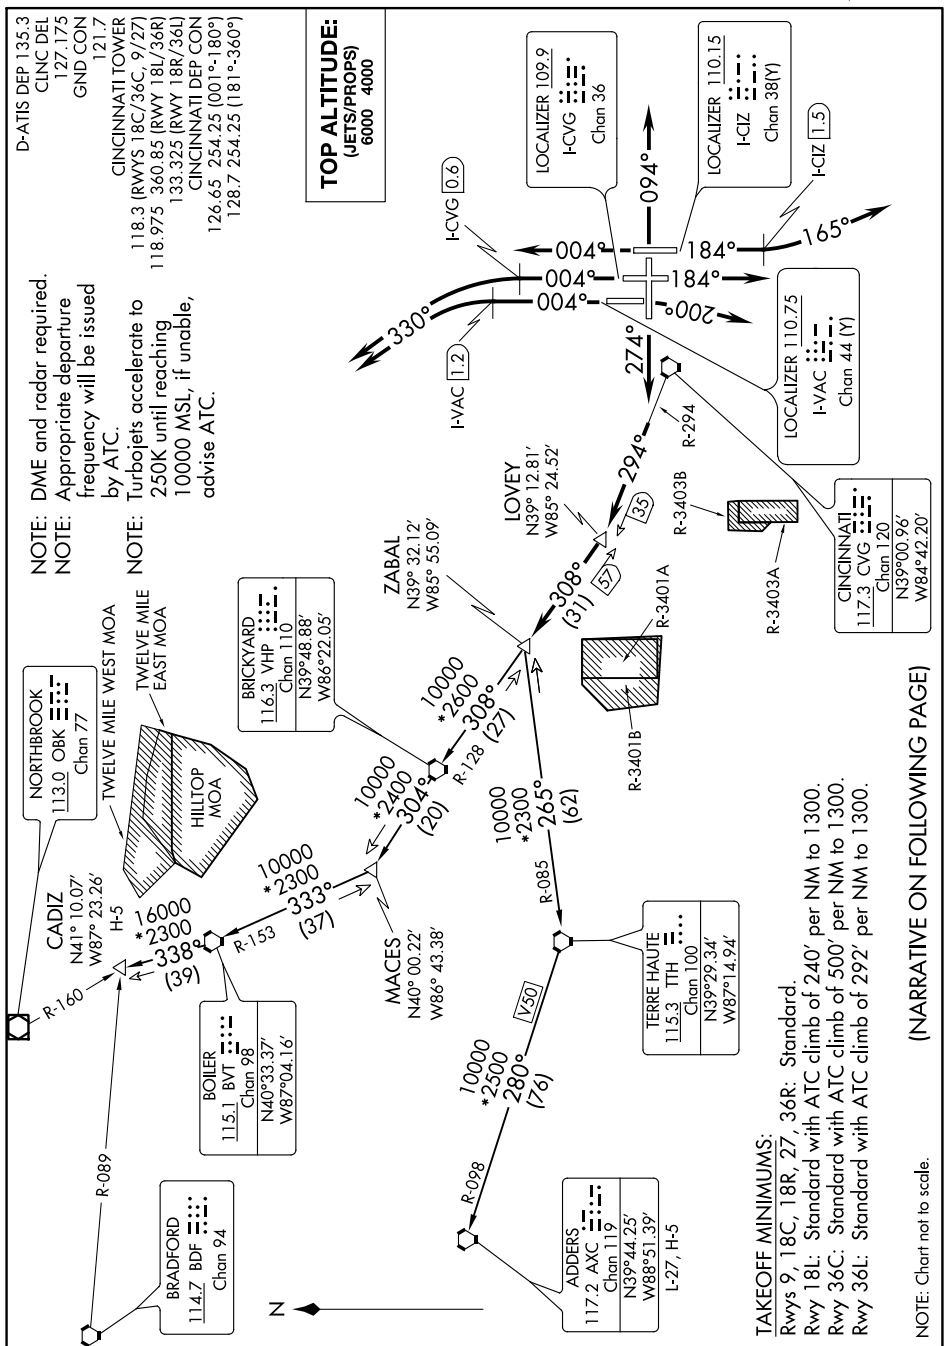 D-ATIS DEP 135.3
CLNC DEL
127.175
GND CON
121.7
CINCINNATI TOWER
118.3 (RWYS 18C/36C, 9/27)
118.975 360.85 (RWY 18L/36R)
133.325 (RWY 18R/36L)
CINCINNATI DEP CON
126.65 254.25 (001°-180°)
128.7 254.25 (181°-360°)
TOP ALTITUDE:
(JETS/PROPS)
6000 4000
NOTE: DME and radar required.
NOTE: Appropriate departure
frequency will be issued
by ATC.
NOTE: Turbojets accelerate to
250K until reaching
10000 MSL, if unable,
advise ATC.
NORTHBROOK
113.0 OBK
Chan 77
TWELVE MILE WEST MOA
TWELVE MILE
EAST MOA
HILLTOP
MOA
CADIZ
N41° 10.07'
W87° 23.26'
H-5
R-160
R-089
BRADFORD
114.7 BDF
Chan 94
16000
*2300
338°
(39)
BOILER
115.1 BVT
Chan 98
N40°33.37'
W87°04.16'
R-153
10000
*2300
333°
(37)
MACES
N40° 00.22'
W86° 43.38'
10000
*2400
304°
(20)
BRICKYARD
116.3 VHP
Chan 110
N39°48.88'
W86°22.05'
R-128
10000
*2600
308°
(27)
ZABAL
N39° 32.12'
W85° 55.09'
308°
(31)
57
35
LOVEY
N39° 12.81'
W85° 24.52'
294°
R-294
274°
330°
I-VAC 1.2
I-CVG 0.6
004°
004°
004°
094°
184°
184°
200°
165°
I-CIZ 1.5
LOCALIZER 109.9
I-CVG
Chan 36
LOCALIZER 110.15
I-CIZ
Chan 38(Y)
LOCALIZER 110.75
I-VAC
Chan 44 (Y)
CINCINNATI
117.3 CVG
Chan 120
N39°00.96'
W84°42.20'
R-3403B
R-3403A
R-3401A
R-3401B
10000
*2300
265°
(62)
R-085
TERRE HAUTE
115.3 TTH
Chan 100
N39°29.34'
W87°14.94'
V50
10000
*2500
280°
(76)
R-098
ADDERS
117.2 AXC
Chan 119
N39°44.25'
W88°51.39'
L-27, H-5
N
TAKEOFF MINIMUMS:
Rwys 9, 18C, 18R, 27, 36R: Standard.
Rwy 18L: Standard with ATC climb of 240' per NM to 1300.
Rwy 36C: Standard with ATC climb of 500' per NM to 1300.
Rwy 36L: Standard with ATC climb of 292' per NM to 1300.
(NARRATIVE ON FOLLOWING PAGE)
NOTE: Chart not to scale.